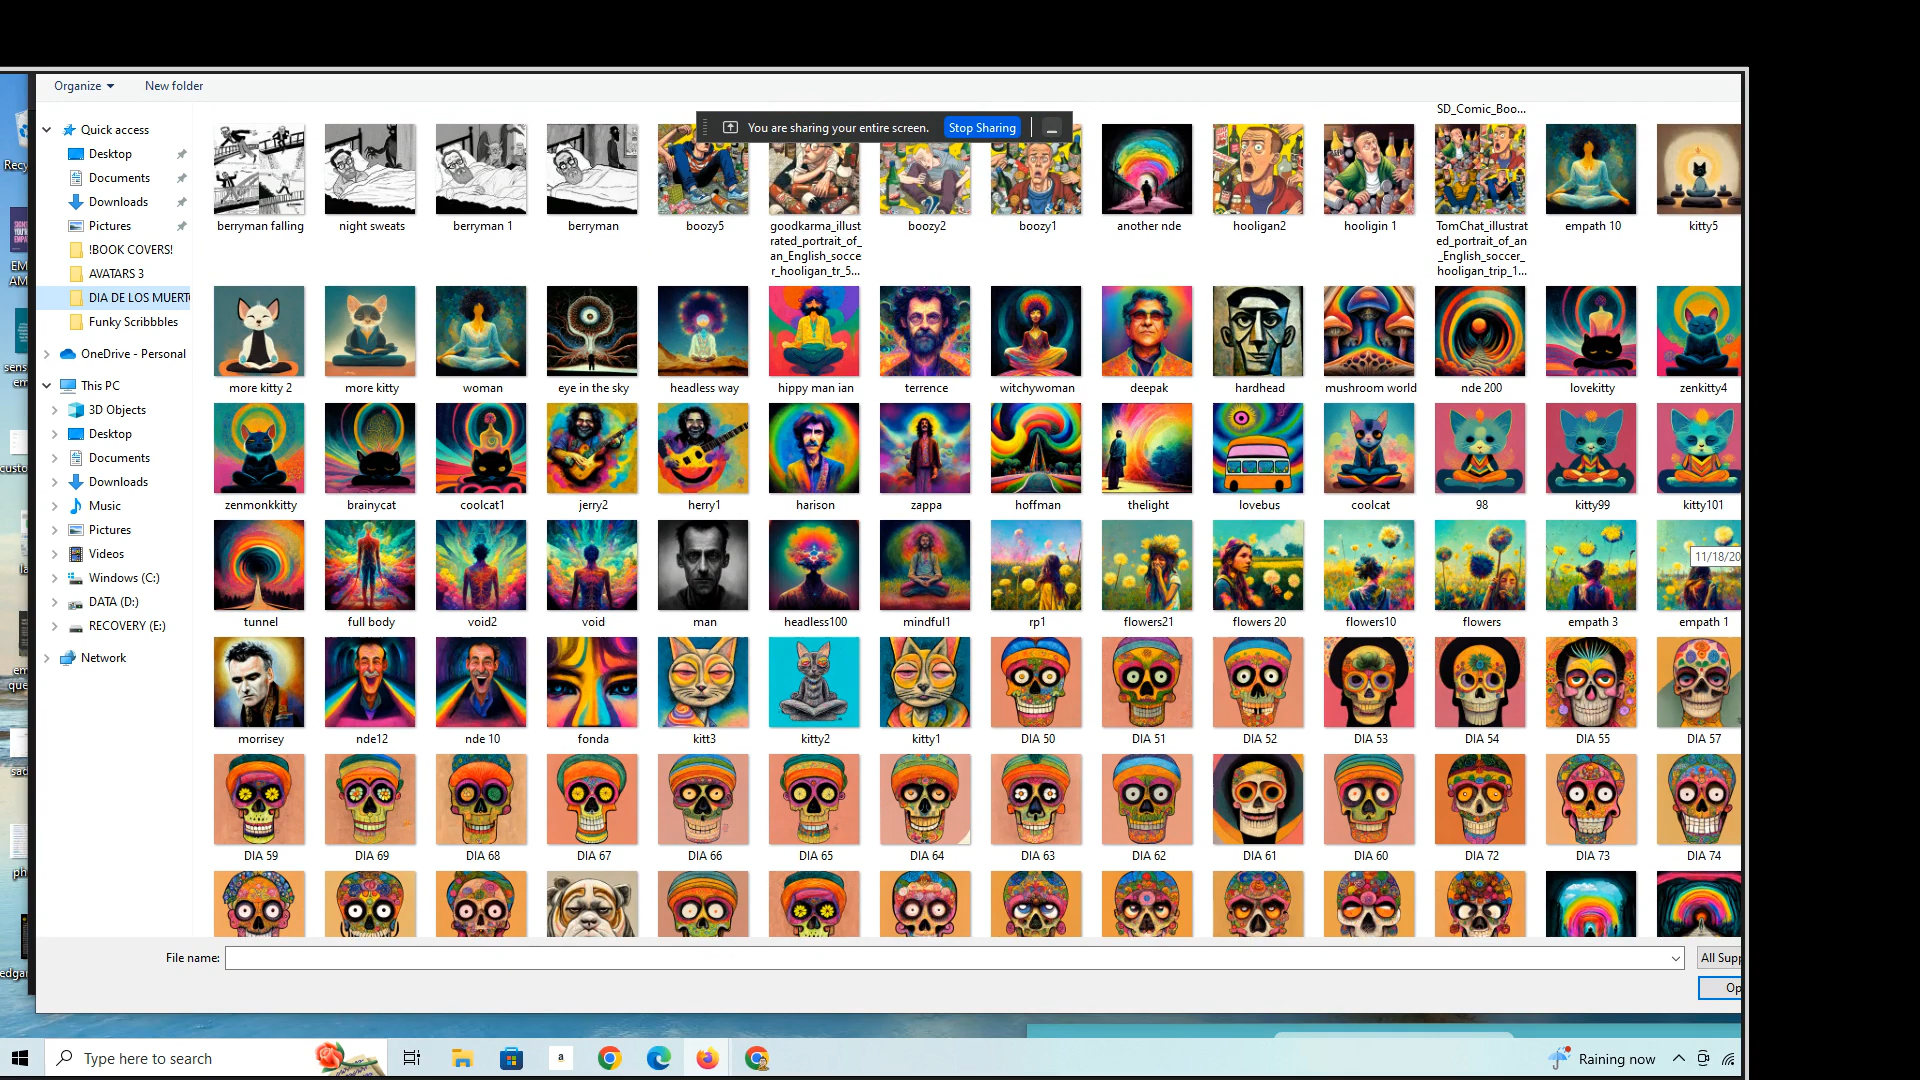 Organize
New folder
SD_Comic_Boo...
You are sharing your entire screen.
Stop Sharing
Quick access
Desktop
Documents
Downloads
Pictures
!BOOK COVERS!
AVATARS 3
DIA DE LOS MUERT
Funky Scribbbles
OneDrive - Personal
This PC
3D Objects
Desktop
Documents
Downloads
Music
Pictures
Videos
Windows (C:)
DATA (D:)
RECOVERY (E:)
Network
berryman falling
night sweats
berryman 1
berryman
boozy5
goodkarma_illust
rated_portrait_of_
an_English_socce
r_hooligan_tr_5...
boozy2
boozy1
another nde
hooligan2
hooligin 1
TomChat_illustrat
ed_portrait_of_an
_English_soccer_
hooligan_trip_1...
empath 10
kitty5
more kitty 2
more kitty
woman
eye in the sky
headless way
hippy man ian
terrence
witchywoman
deepak
hardhead
mushroom world
nde 200
lovekitty
zenkitty4
zenmonkkitty
brainycat
coolcat1
jerry2
herry1
harison
zappa
hoffman
thelight
lovebus
coolcat
98
kitty99
kitty101
11/18/20
tunnel
full body
void2
void
man
headless100
mindful1
rp1
flowers21
flowers 20
flowers10
flowers
empath 3
empath 1
morrisey
nde12
nde 10
fonda
kitt3
kitty2
kitty1
DIA 50
DIA 51
DIA 52
DIA 53
DIA 54
DIA 55
DIA 57
DIA 59
DIA 69
DIA 68
DIA 67
DIA 66
DIA 65
DIA 64
DIA 63
DIA 62
DIA 61
DIA 60
DIA 72
DIA 73
DIA 74
File name:
All Supp
Op
Type here to search
a
Raining now